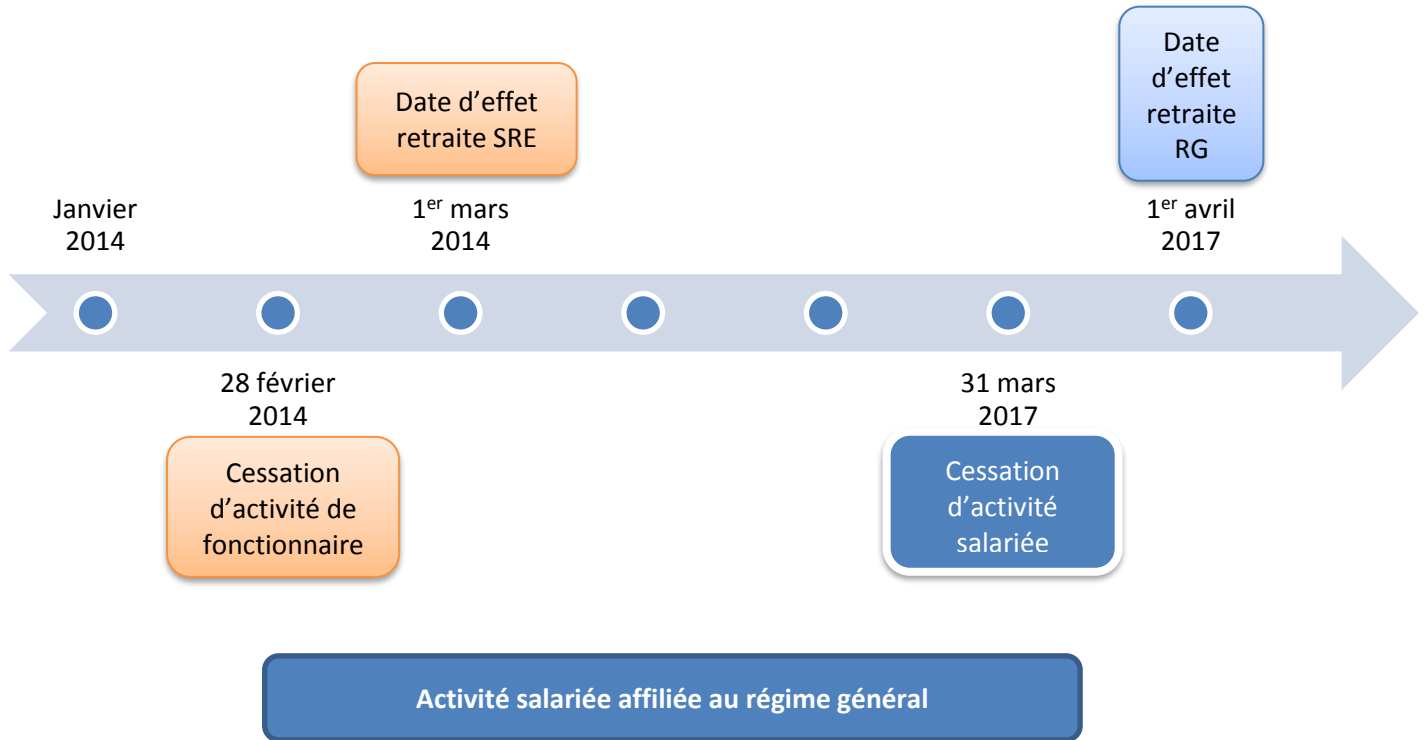 Date
d’effet
retraite
RG
Date d’effet
retraite SRE
Janvier
2014
1er mars
2014
1er avril
2017
28 février
2014
31 mars
2017
Cessation
d’activité de
fonctionnaire
Cessation
d’activité
salariée
Activité salariée affiliée au régime général